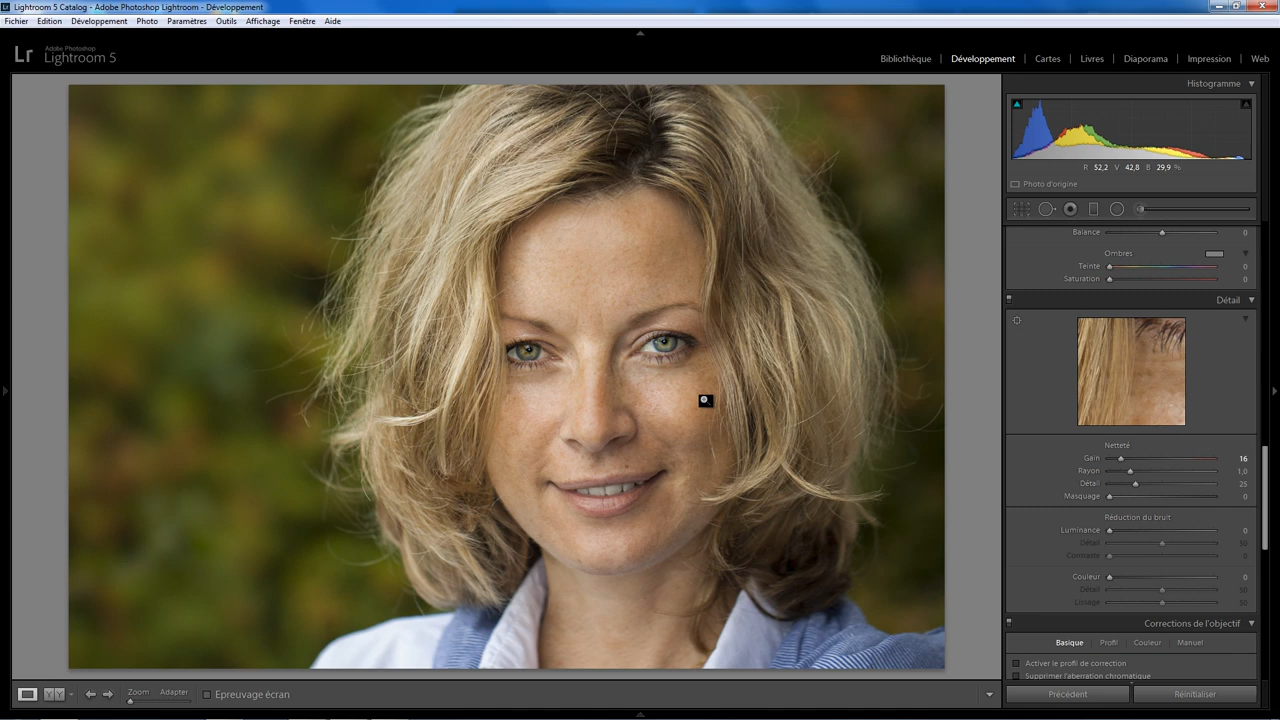 Lightroom 5 Catalog - Adobe Photoshop Lightroom - Développement
Fichier Edition Développement Photo Paramètres Outils Affichage Fenêtre Aide
Lr Adobe Photoshop
Lightroom 5
Bibliothèque | Développement | Cartes | Livres | Diaporama | Impression | Web
Histogramme
R 52,2 V 42,8 B 29,9 %
Photo d'origine
Balance 0
Ombres
Teinte 0
Saturation 0
Détail
Netteté
Gain 16
Rayon 1,0
Détail 25
Masquage 0
Réduction du bruit
Luminance 0
Détail 50
Contraste 0
Couleur 0
Détail 50
Lissage 50
Corrections de l'objectif
Basique Profil Couleur Manuel
Activer le profil de correction
Supprimer l'aberration chromatique
YY Zoom Adapter Epreuvage écran
Précédent Réinitialiser